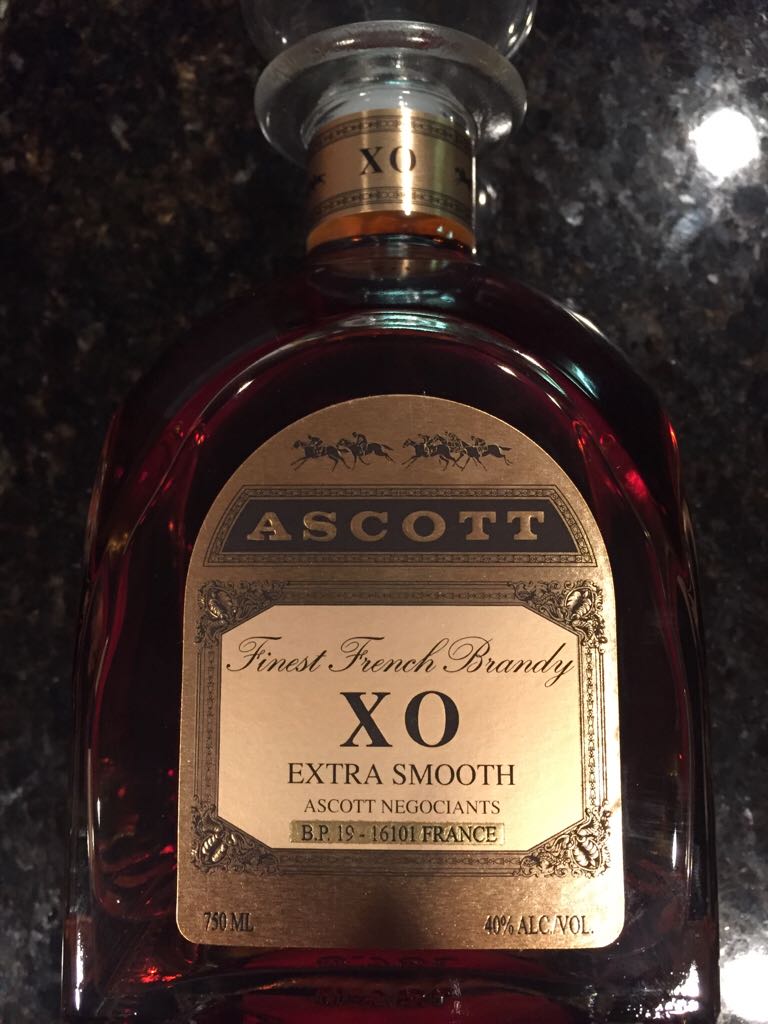 XO
ASCOTT
Finest French Brandy
XO
EXTRA SMOOTH
ASCOTT NEGOCIANTS
B.P. 19 - 16101 FRANCE
750 ML 40% ALC./VOL.